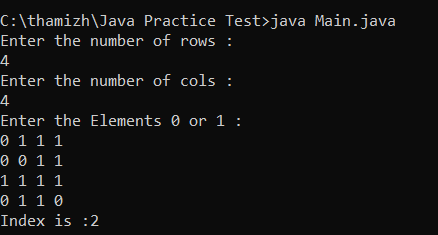 C:\thamizh\Java Practice Test>java Main.java
Enter the number of rows :
4
Enter the number of cols :
4
Enter the Elements 0 or 1 :
0 1 1 1
0 0 1 1
1 1 1 1
0 1 1 0
Index is :2